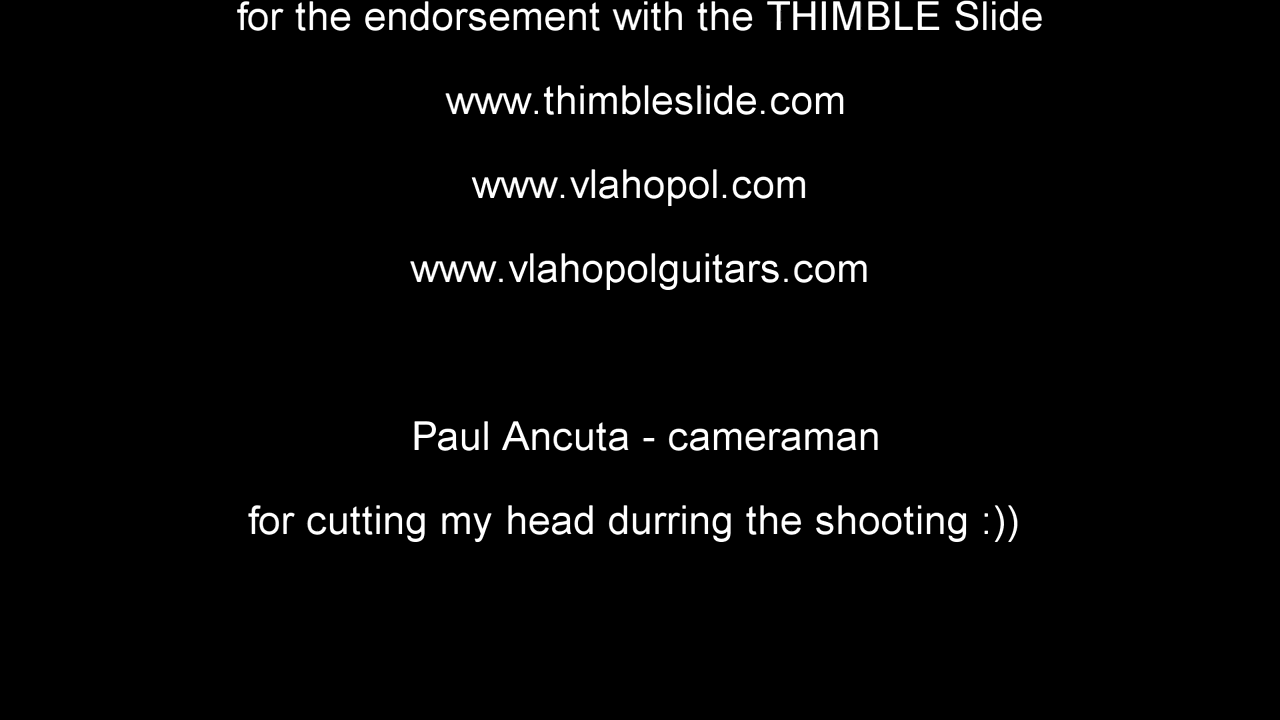 for the endorsement with the THIMBLE Slide
www.thimbleslide.com
www.vlahopol.com
www.vlahopolguitars.com
Paul Ancuta - cameraman
for cutting my head durring the shooting :))